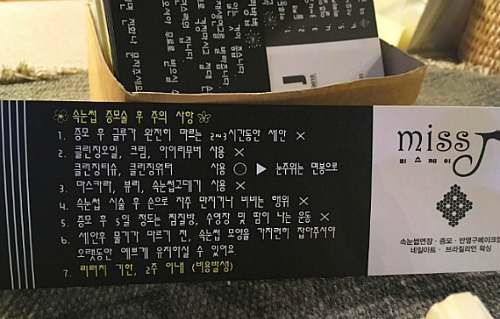 속눈썹 증모술 후 주의 사항
1. 증모 후 글루가 완전히 마르는 2~3시간동안 세안 ×
2. 클린징오일, 크림, 아이리무버 사용 ×
클린징티슈, 클린징워터 사용 ○ ▶ 눈주위는 면봉으로
3. 마스카라, 뷰러, 속눈썹고데기 사용 ×
4. 속눈썹 시술 후 손으로 자주 만지거나 비비는 행위 ×
5. 증모 후 5일 정도는 찜질방, 수영장 및 땀이 나는 운동 ×
6. 세안후 물기가 마르기 전, 속눈썹 모양을 가지런히 잡아주시어
오랫동안 예쁘게 유지하실 수 있어요.
7. 리터치 기한, 2주 이내 (비용발생)
miss J
미스제이
속눈썹연장 · 증모 · 반영구메이크업
네일아트 · 브라질리언 왁싱